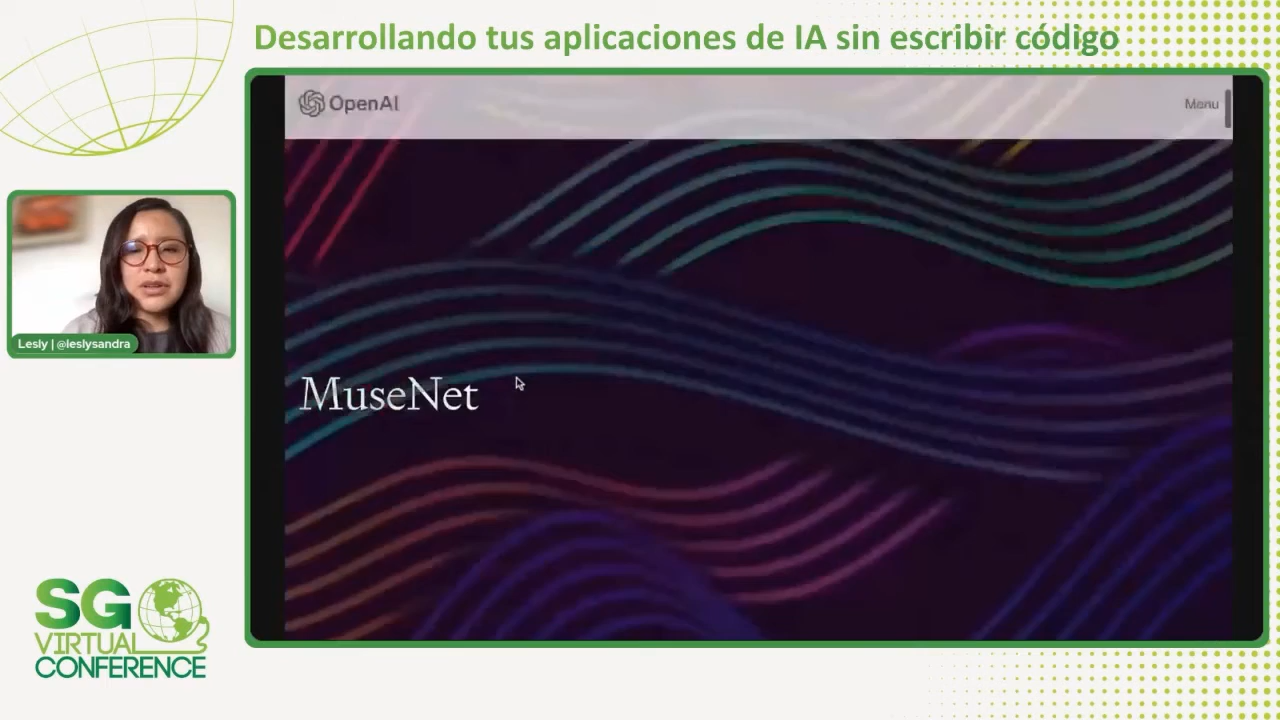 Desarrollando tus aplicaciones de IA sin escribir código
OpenAI
Menu
MuseNet
Lesly | @leslysandra
SG
VIRTUAL
CONFERENCE